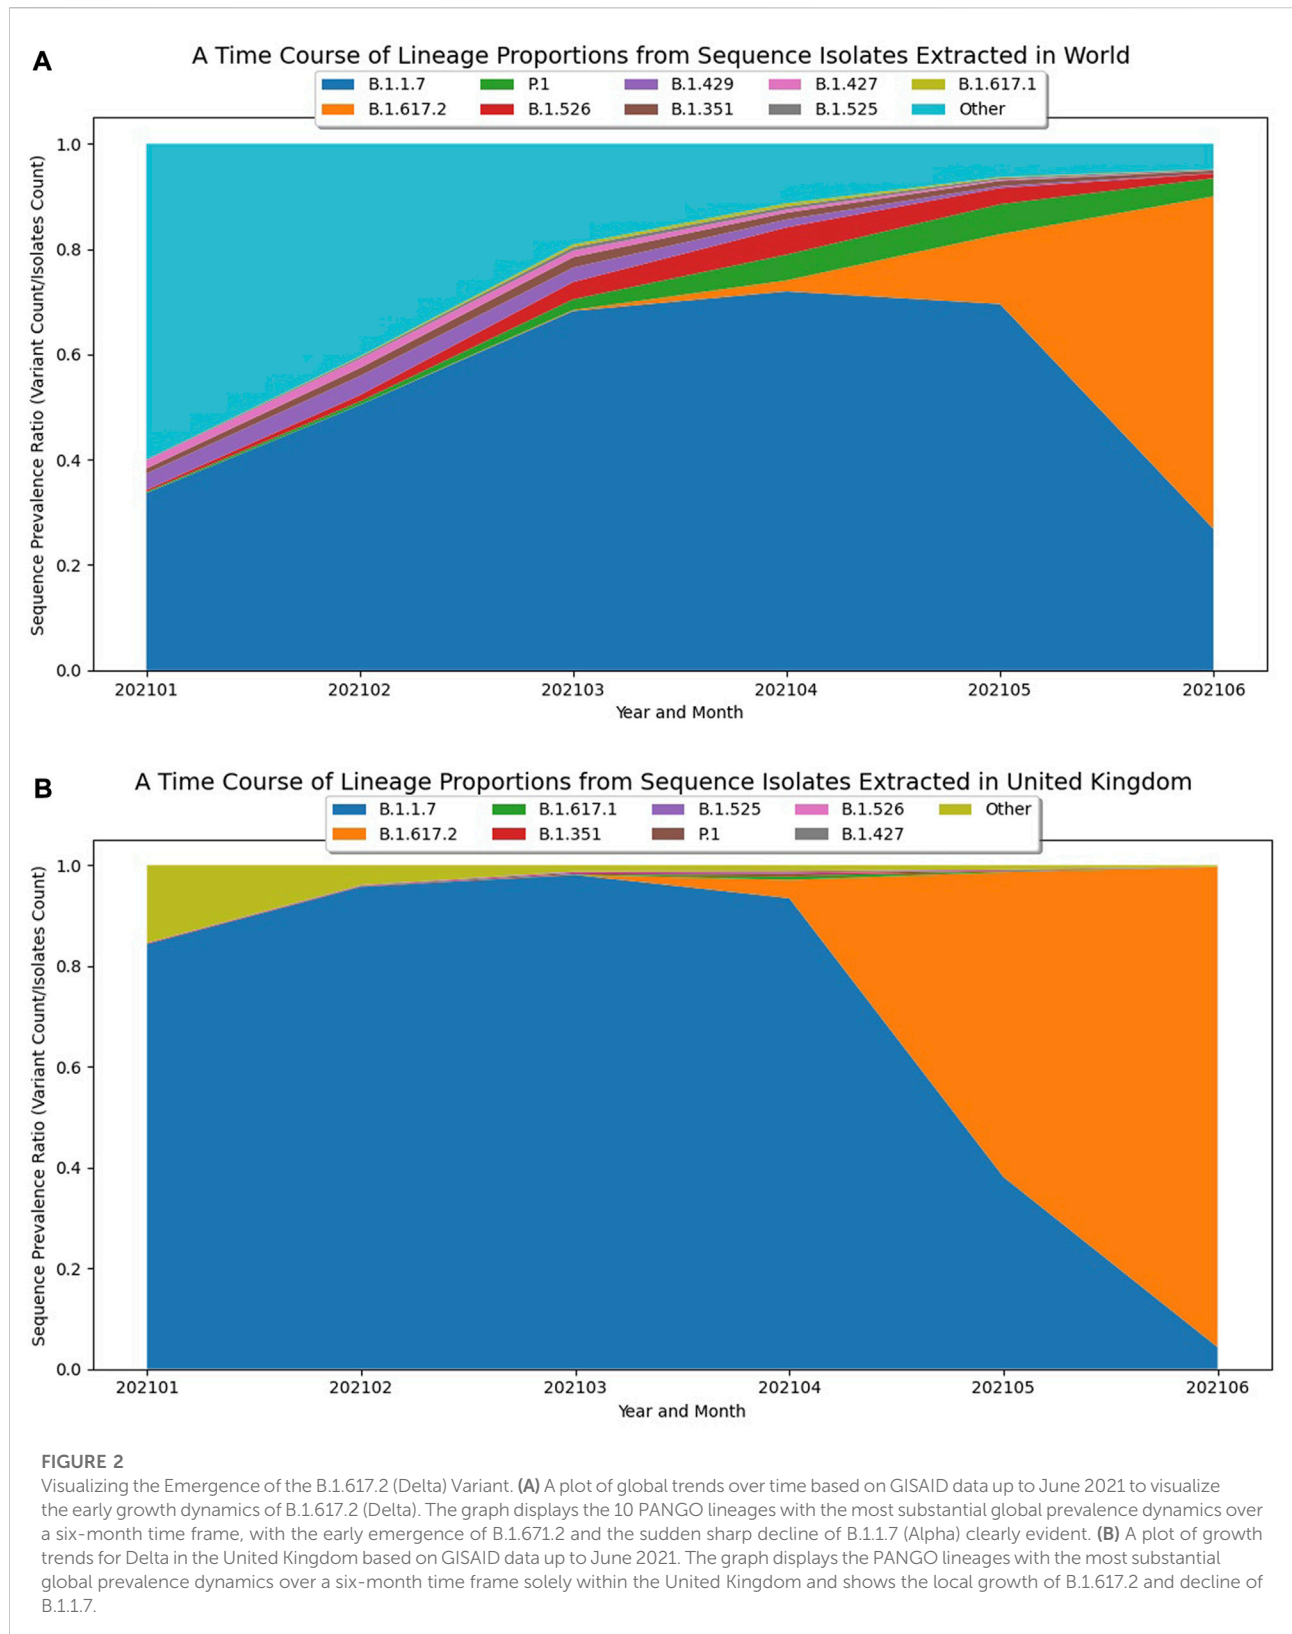 A
A Time Course of Lineage Proportions from Sequence Isolates Extracted in World
B.1.1.7 P.1 B.1.429 B.1.427 B.1.617.1
B.1.617.2 B.1.526 B.1.351 B.1.525 Other
Sequence Prevalence Ratio (Variant Count/Isolates Count)
1.0
0.8
0.6
0.4
0.2
0.0
202101 202102 202103 202104 202105 202106
Year and Month
B
A Time Course of Lineage Proportions from Sequence Isolates Extracted in United Kingdom
B.1.1.7 B.1.617.1 B.1.525 B.1.526 Other
B.1.617.2 B.1.351 P.1 B.1.427
Sequence Prevalence Ratio (Variant Count/Isolates Count)
1.0
0.8
0.6
0.4
0.2
0.0
202101 202102 202103 202104 202105 202106
Year and Month
FIGURE 2
Visualizing the Emergence of the B.1.617.2 (Delta) Variant. (A) A plot of global trends over time based on GISAID data up to June 2021 to visualize
the early growth dynamics of B.1.617.2 (Delta). The graph displays the 10 PANGO lineages with the most substantial global prevalence dynamics over
a six-month time frame, with the early emergence of B.1.671.2 and the sudden sharp decline of B.1.1.7 (Alpha) clearly evident. (B) A plot of growth
trends for Delta in the United Kingdom based on GISAID data up to June 2021. The graph displays the PANGO lineages with the most substantial
global prevalence dynamics over a six-month time frame solely within the United Kingdom and shows the local growth of B.1.617.2 and decline of
B.1.1.7.